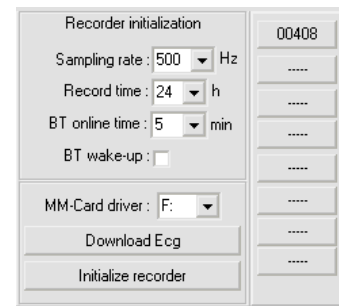 Recorder initialization
Sampling rate : 500 Hz
Record time : 24 h
BT online time : 5 min
BT wake-up :
MM-Card driver : F:
Download Ecg
Initialize recorder
00408
-----
-----
-----
-----
-----
-----
-----